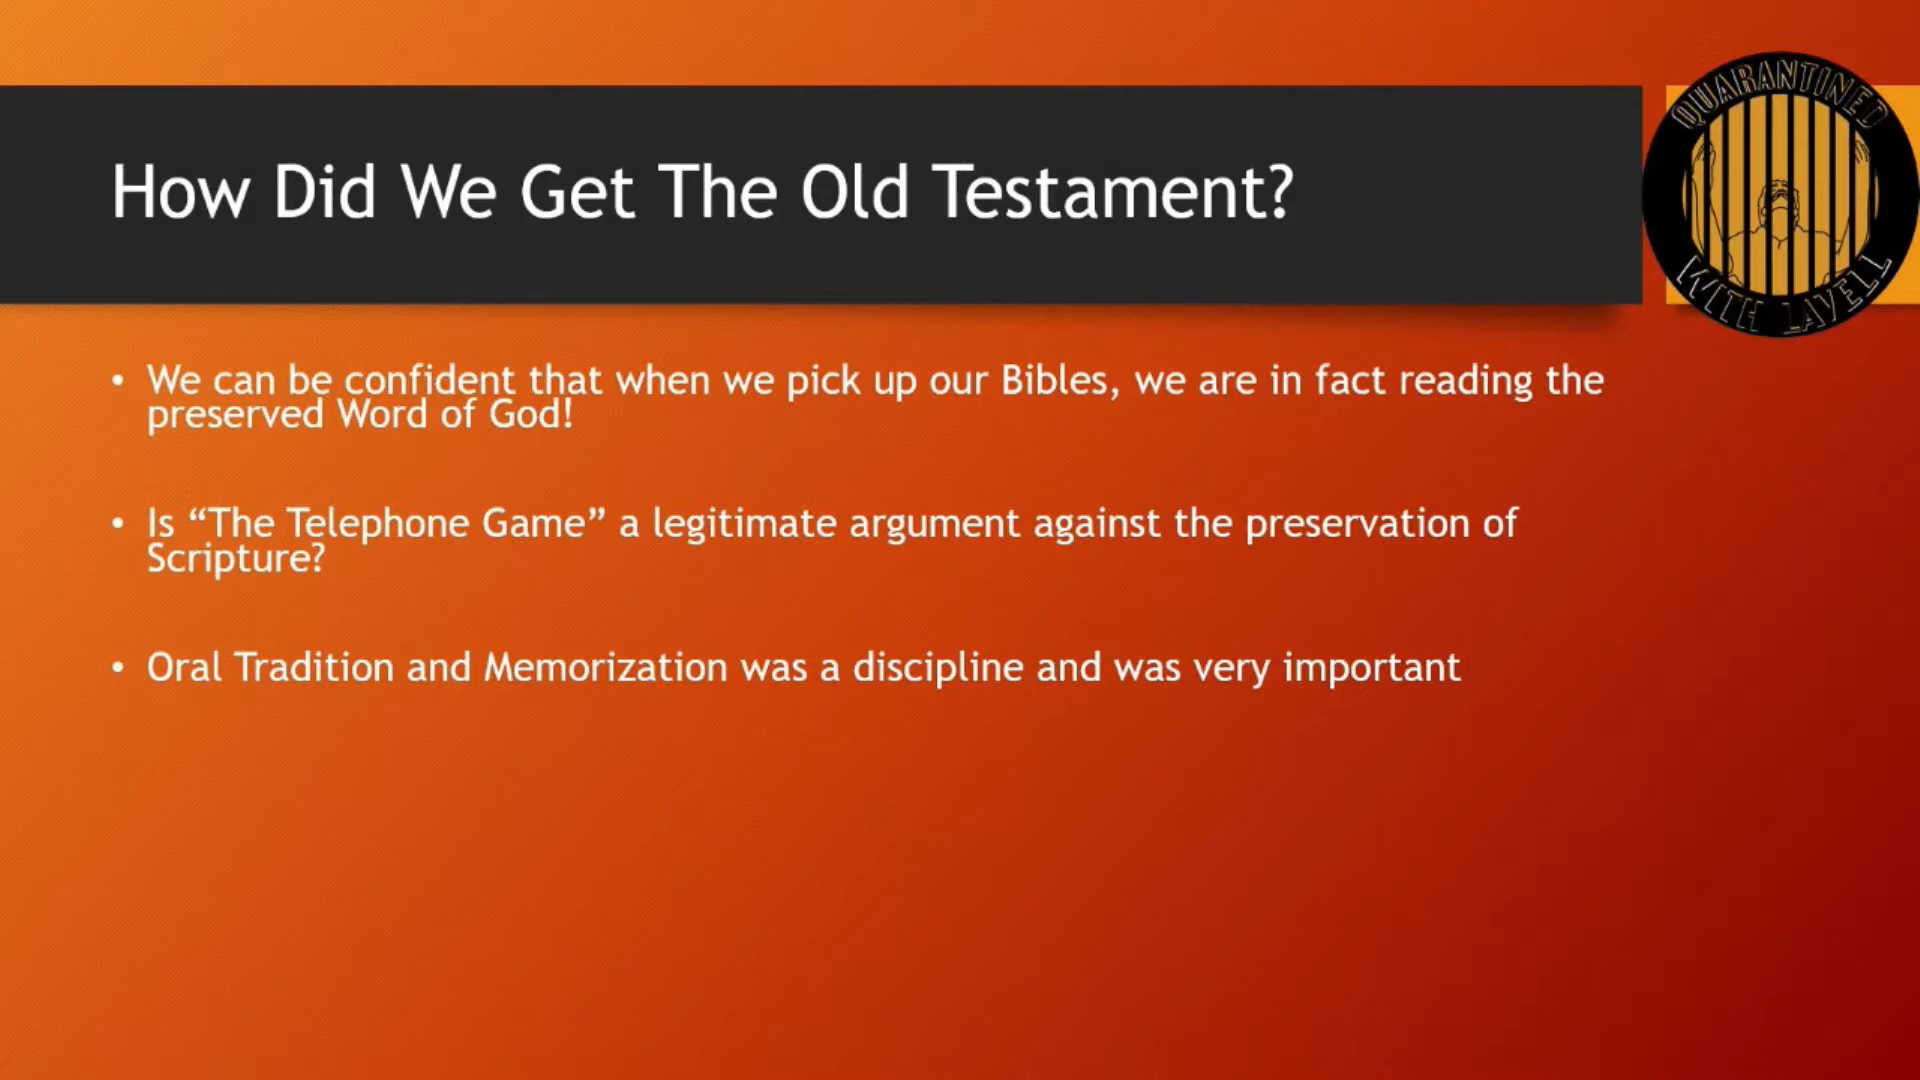 How Did We Get The Old Testament?
QUARANTINED
WITH LAVELL
• We can be confident that when we pick up our Bibles, we are in fact reading the
preserved Word of God!
• Is “The Telephone Game” a legitimate argument against the preservation of
Scripture?
• Oral Tradition and Memorization was a discipline and was very important